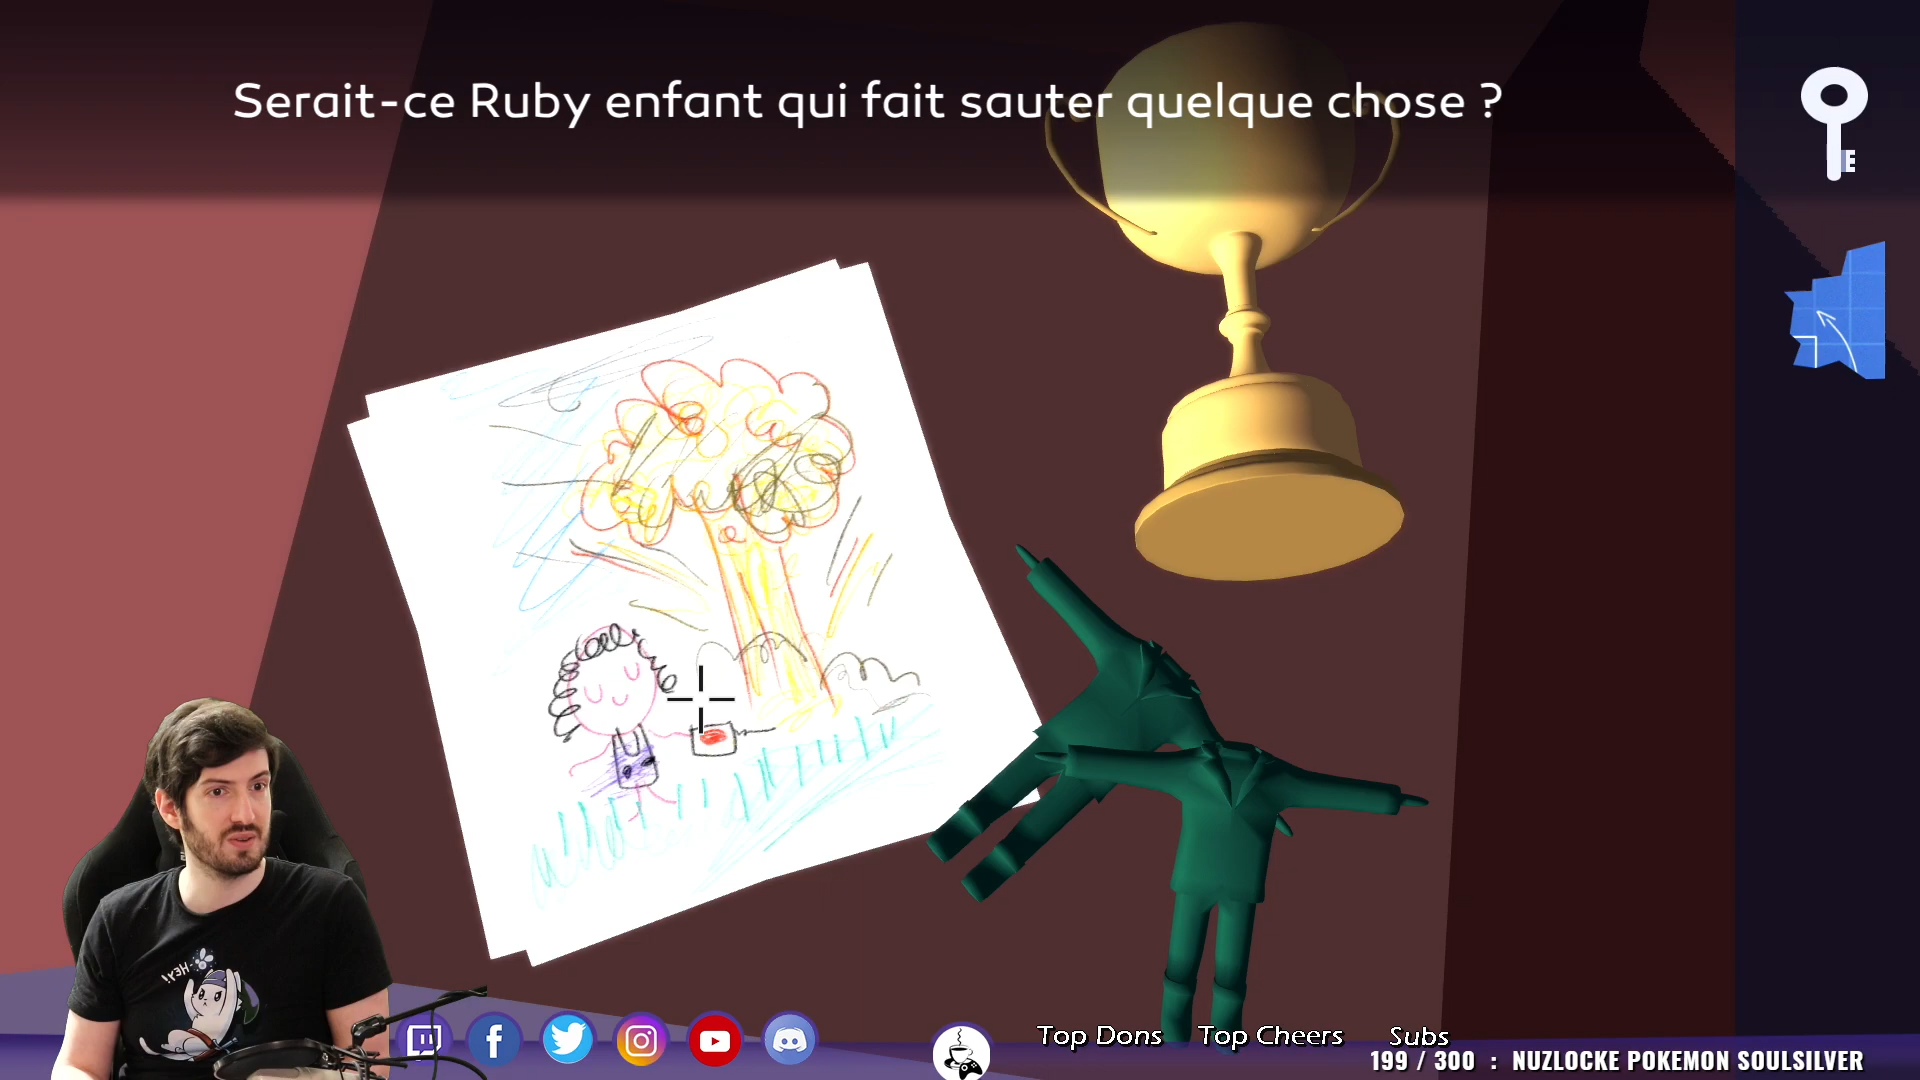 Serait-ce Ruby enfant qui fait sauter quelque chose ?
E
-HEY!
Top Dons
Top Cheers
Subs
199 / 300 : NUZLOCKE POKEMON SOULSILVER